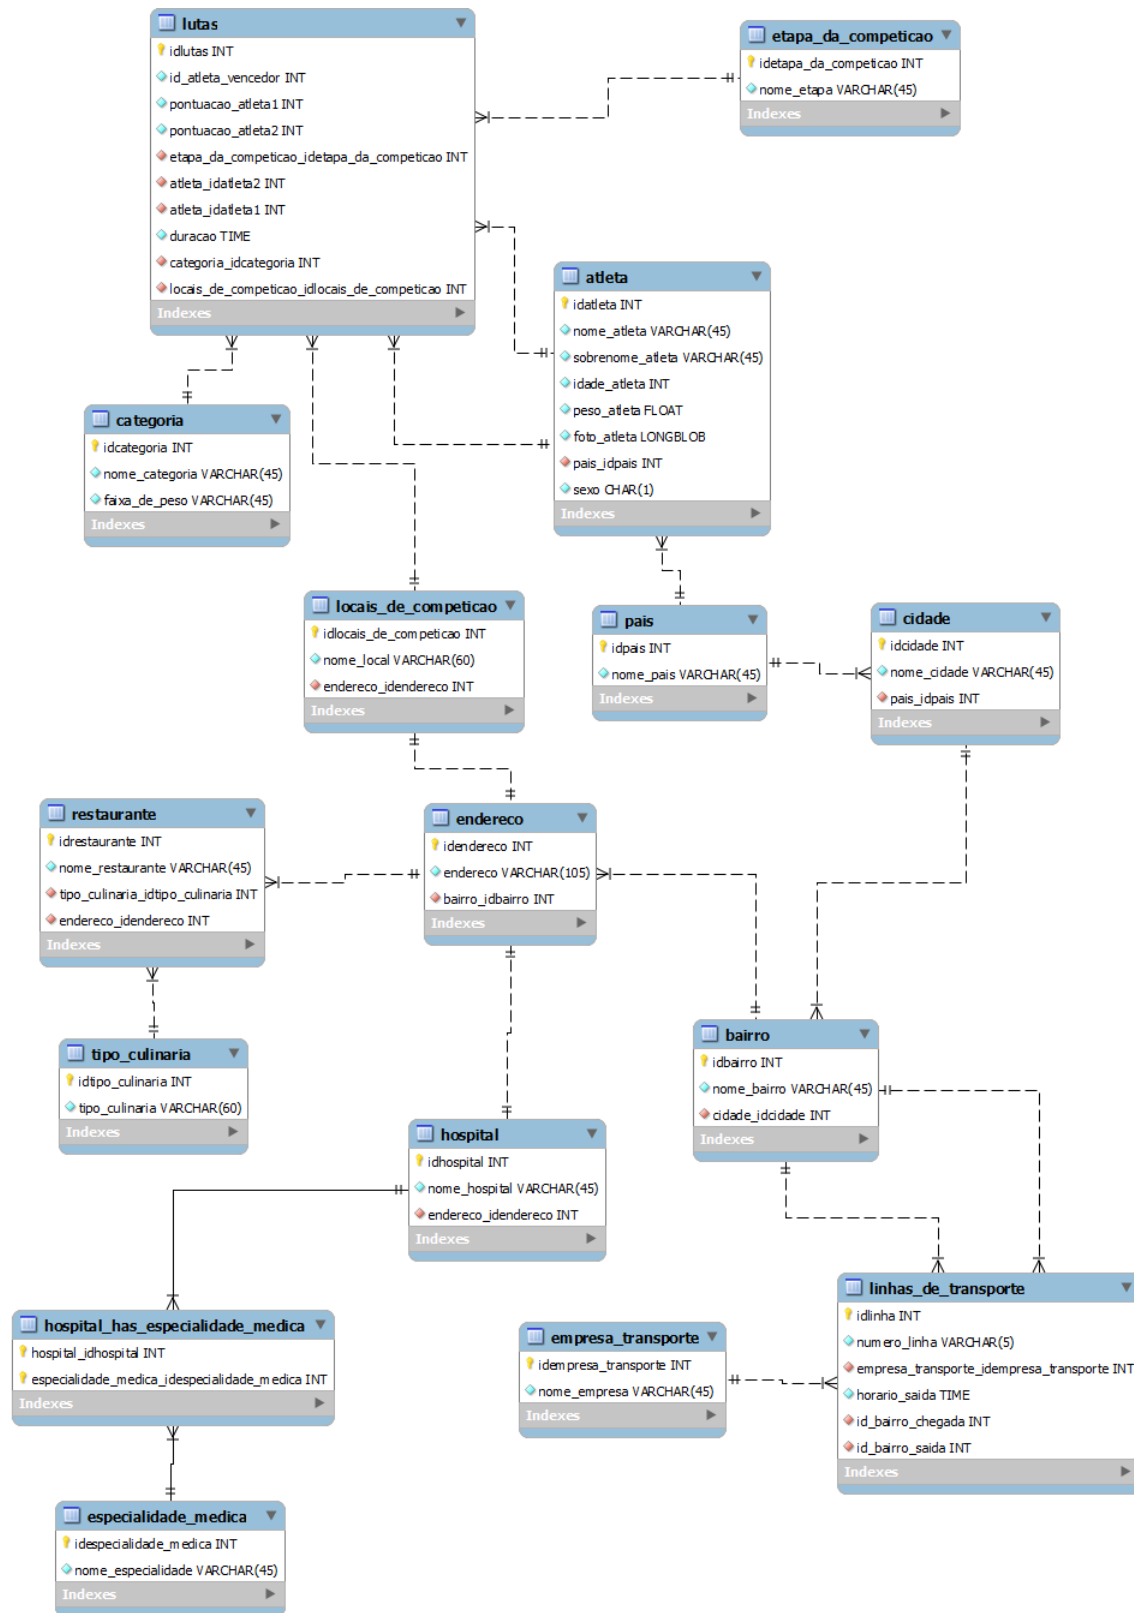 lutas
idlutas INT
id_atleta_vencedor INT
pontuacao_atleta1 INT
pontuacao_atleta2 INT
etapa_da_competicao_idetapa_da_competicao INT
atleta_idatleta2 INT
atleta_idatleta1 INT
duracao TIME
categoria_idcategoria INT
locais_de_competicao_idlocais_de_competicao INT
Indexes
etapa_da_competicao
idetapa_da_competicao INT
nome_etapa VARCHAR(45)
Indexes
atleta
idatleta INT
nome_atleta VARCHAR(45)
sobrenome_atleta VARCHAR(45)
idade_atleta INT
peso_atleta FLOAT
foto_atleta LONGBLOB
pais_idpais INT
sexo CHAR(1)
Indexes
categoria
idcategoria INT
nome_categoria VARCHAR(45)
faixa_de_peso VARCHAR(45)
Indexes
locais_de_competicao
idlocais_de_competicao INT
nome_local VARCHAR(60)
endereco_idendereco INT
Indexes
pais
idpais INT
nome_pais VARCHAR(45)
Indexes
cidade
idcidade INT
nome_cidade VARCHAR(45)
pais_idpais INT
Indexes
restaurante
idrestaurante INT
nome_restaurante VARCHAR(45)
tipo_culinaria_idtipo_culinaria INT
endereco_idendereco INT
Indexes
endereco
idendereco INT
endereco VARCHAR(105)
bairro_idbairro INT
Indexes
tipo_culinaria
idtipo_culinaria INT
tipo_culinaria VARCHAR(60)
Indexes
bairro
idbairro INT
nome_bairro VARCHAR(45)
cidade_idcidade INT
Indexes
hospital
idhospital INT
nome_hospital VARCHAR(45)
endereco_idendereco INT
Indexes
linhas_de_transporte
idlinha INT
numero_linha VARCHAR(5)
empresa_transporte_idempresa_transporte INT
horario_saida TIME
id_bairro_chegada INT
id_bairro_saida INT
Indexes
hospital_has_especialidade_medica
hospital_idhospital INT
especialidade_medica_idespecialidade_medica INT
Indexes
empresa_transporte
idempresa_transporte INT
nome_empresa VARCHAR(45)
Indexes
especialidade_medica
idespecialidade_medica INT
nome_especialidade VARCHAR(45)
Indexes